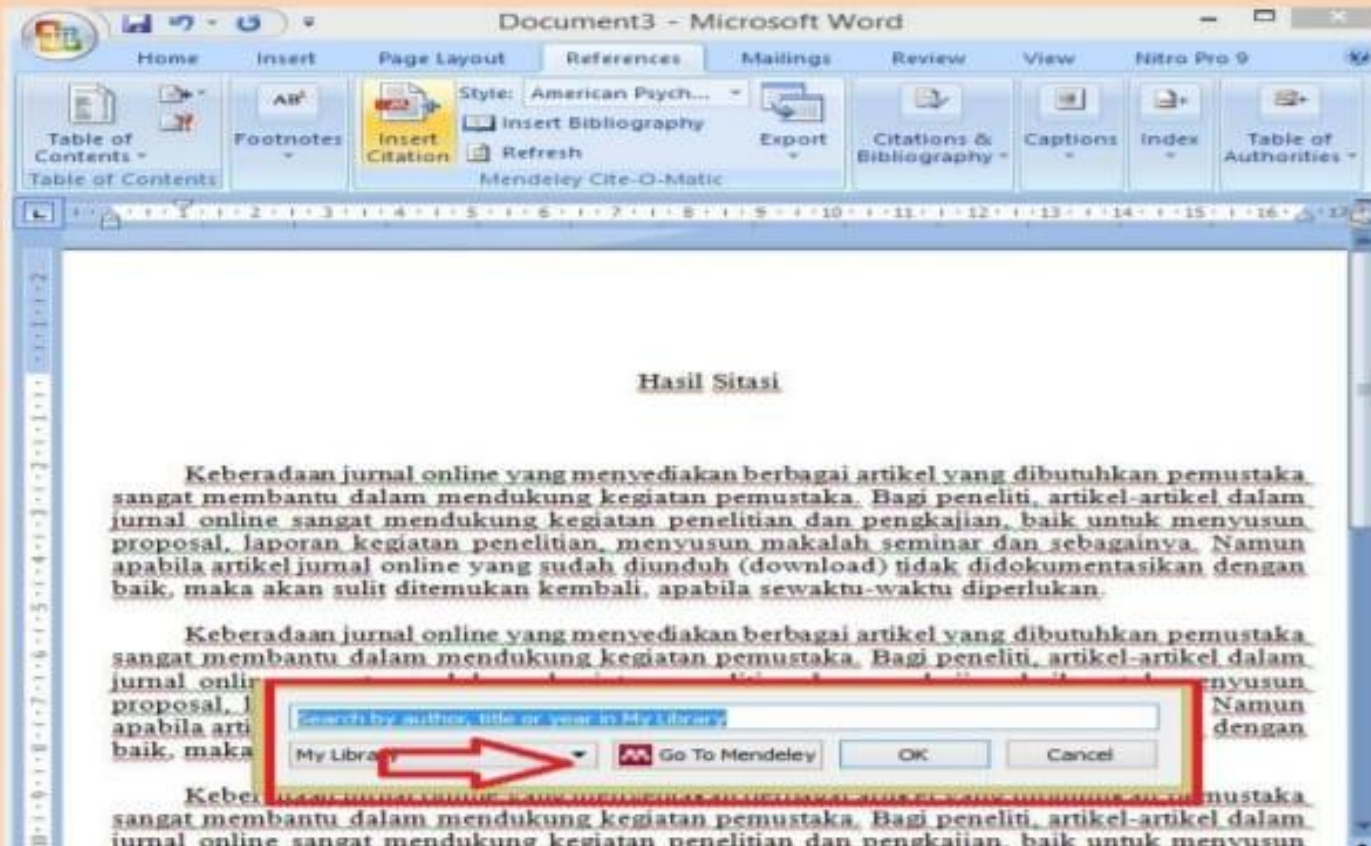 Document3 - Microsoft Word
Home Insert Page Layout References Mailings Review View Nitro Pro 9
Table of Contents
AB¹ Footnotes
Insert Citation
Style: American Psych...
Insert Bibliography
Refresh
Export
Citations & Bibliography
Captions
Index
Table of Authorities
Table of Contents
Mendeley Cite-O-Matic
Hasil Sitasi
Keberadaan jurnal online yang menyediakan berbagai artikel yang dibutuhkan pemustaka
sangat membantu dalam mendukung kegiatan pemustaka. Bagi peneliti, artikel-artikel dalam
jurnal online sangat mendukung kegiatan penelitian dan pengkajian, baik untuk menyusun
proposal, laporan kegiatan penelitian, menyusun makalah seminar dan sebagainya. Namun
apabila artikel jurnal online yang sudah diunduh (download) tidak didokumentasikan dengan
baik, maka akan sulit ditemukan kembali, apabila sewaktu-waktu diperlukan.
Keberadaan jurnal online yang menyediakan berbagai artikel yang dibutuhkan pemustaka
sangat membantu dalam mendukung kegiatan pemustaka. Bagi peneliti, artikel-artikel dalam
jurnal
proposal, Namun
apabila dengan
baik, maka
Search by author, title or year in My Library
My Library Go To Mendeley OK Cancel
sangat membantu dalam mendukung kegiatan pemustaka. Bagi peneliti, artikel-artikel dalam
jurnal online sangat mendukung kegiatan penelitian dan pengkajian, baik untuk menyusun